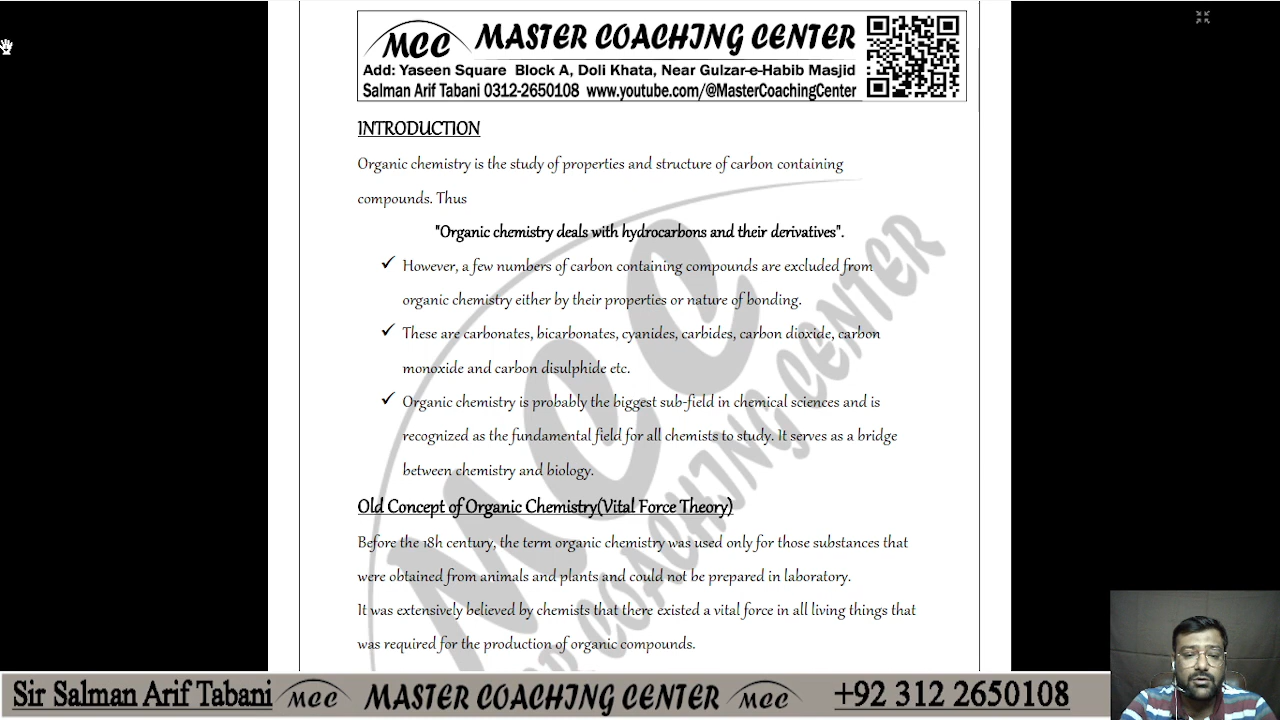 MCC MASTER COACHING CENTER
Add: Yaseen Square Block A, Doli Khata, Near Gulzar-e-Habib Masjid
Salman Arif Tabani 0312-2650108 www.youtube.com/@MasterCoachingCenter
INTRODUCTION
Organic chemistry is the study of properties and structure of carbon containing
compounds. Thus
"Organic chemistry deals with hydrocarbons and their derivatives".
✓ However, a few numbers of carbon containing compounds are excluded from
organic chemistry either by their properties or nature of bonding.
✓ These are carbonates, bicarbonates, cyanides, carbides, carbon dioxide, carbon
monoxide and carbon disulphide etc.
✓ Organic chemistry is probably the biggest sub-field in chemical sciences and is
recognized as the fundamental field for all chemists to study. It serves as a bridge
between chemistry and biology.
Old Concept of Organic Chemistry(Vital Force Theory)
Before the 18h century, the term organic chemistry was used only for those substances that
were obtained from animals and plants and could not be prepared in laboratory.
It was extensively believed by chemists that there existed a vital force in all living things that
was required for the production of organic compounds.
MCC
COACHING CENTER
Sir Salman Arif Tabani MCC MASTER COACHING CENTER MCC +92 312 2650108